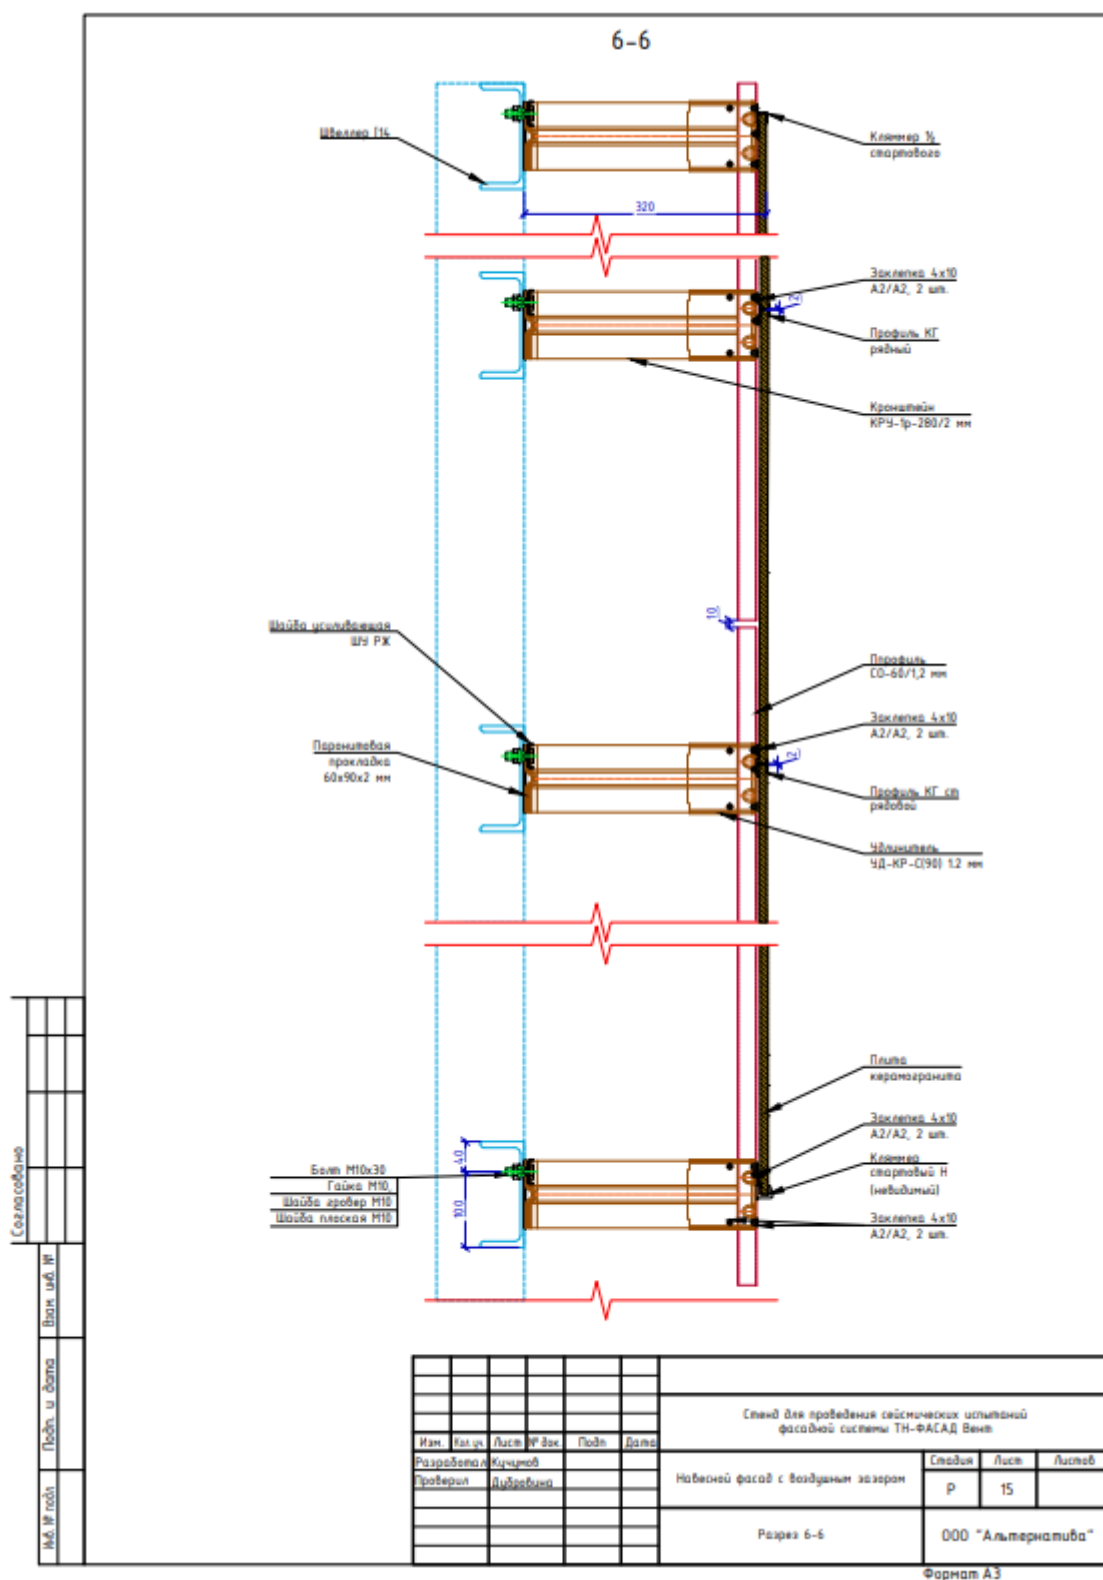 6-6
Швеллер [14
Кляммер ½
стартового
320
Заклепка 4х10
А2/А2, 2 шт.
2
Профиль КГ
рядный
Кронштейн
КРУ-1р-280/2 мм
10
Шайба усиливающая
ШУ РЖ
Ппрофиль
СО-60/1,2 мм
Заклепка 4х10
А2/А2, 2 шт.
Паронитовая
прокладка
60х90х2 мм
12
Профиль КГ ст
рядовой
Удлинитель
УД-КР-С(90) 1.2 мм
Плита
керамогранита
Заклепка 4х10
А2/А2, 2 шт.
40
Кляммер
стартовый Н
(невидимый)
Болт М10х30
Гайка М10,
Шайба гровер М10
Шайба плоская М10
100
Заклепка 4х10
А2/А2, 2 шт.
Согласовано
Взам. инв. №
Подп. и дата
Инв. № подл
Стенд для проведения сейсмических испытаний
фасадной системы ТН-ФАСАД Вент
Изм. Кол.уч. Лист № док. Подп Дата
Разработал Кучумов
Проверил Дубровина
Навесной фасад с воздушным зазором
Стадия Лист Листов
Р 15
Разрез 6-6
ООО "Альтернатива"
Формат А3